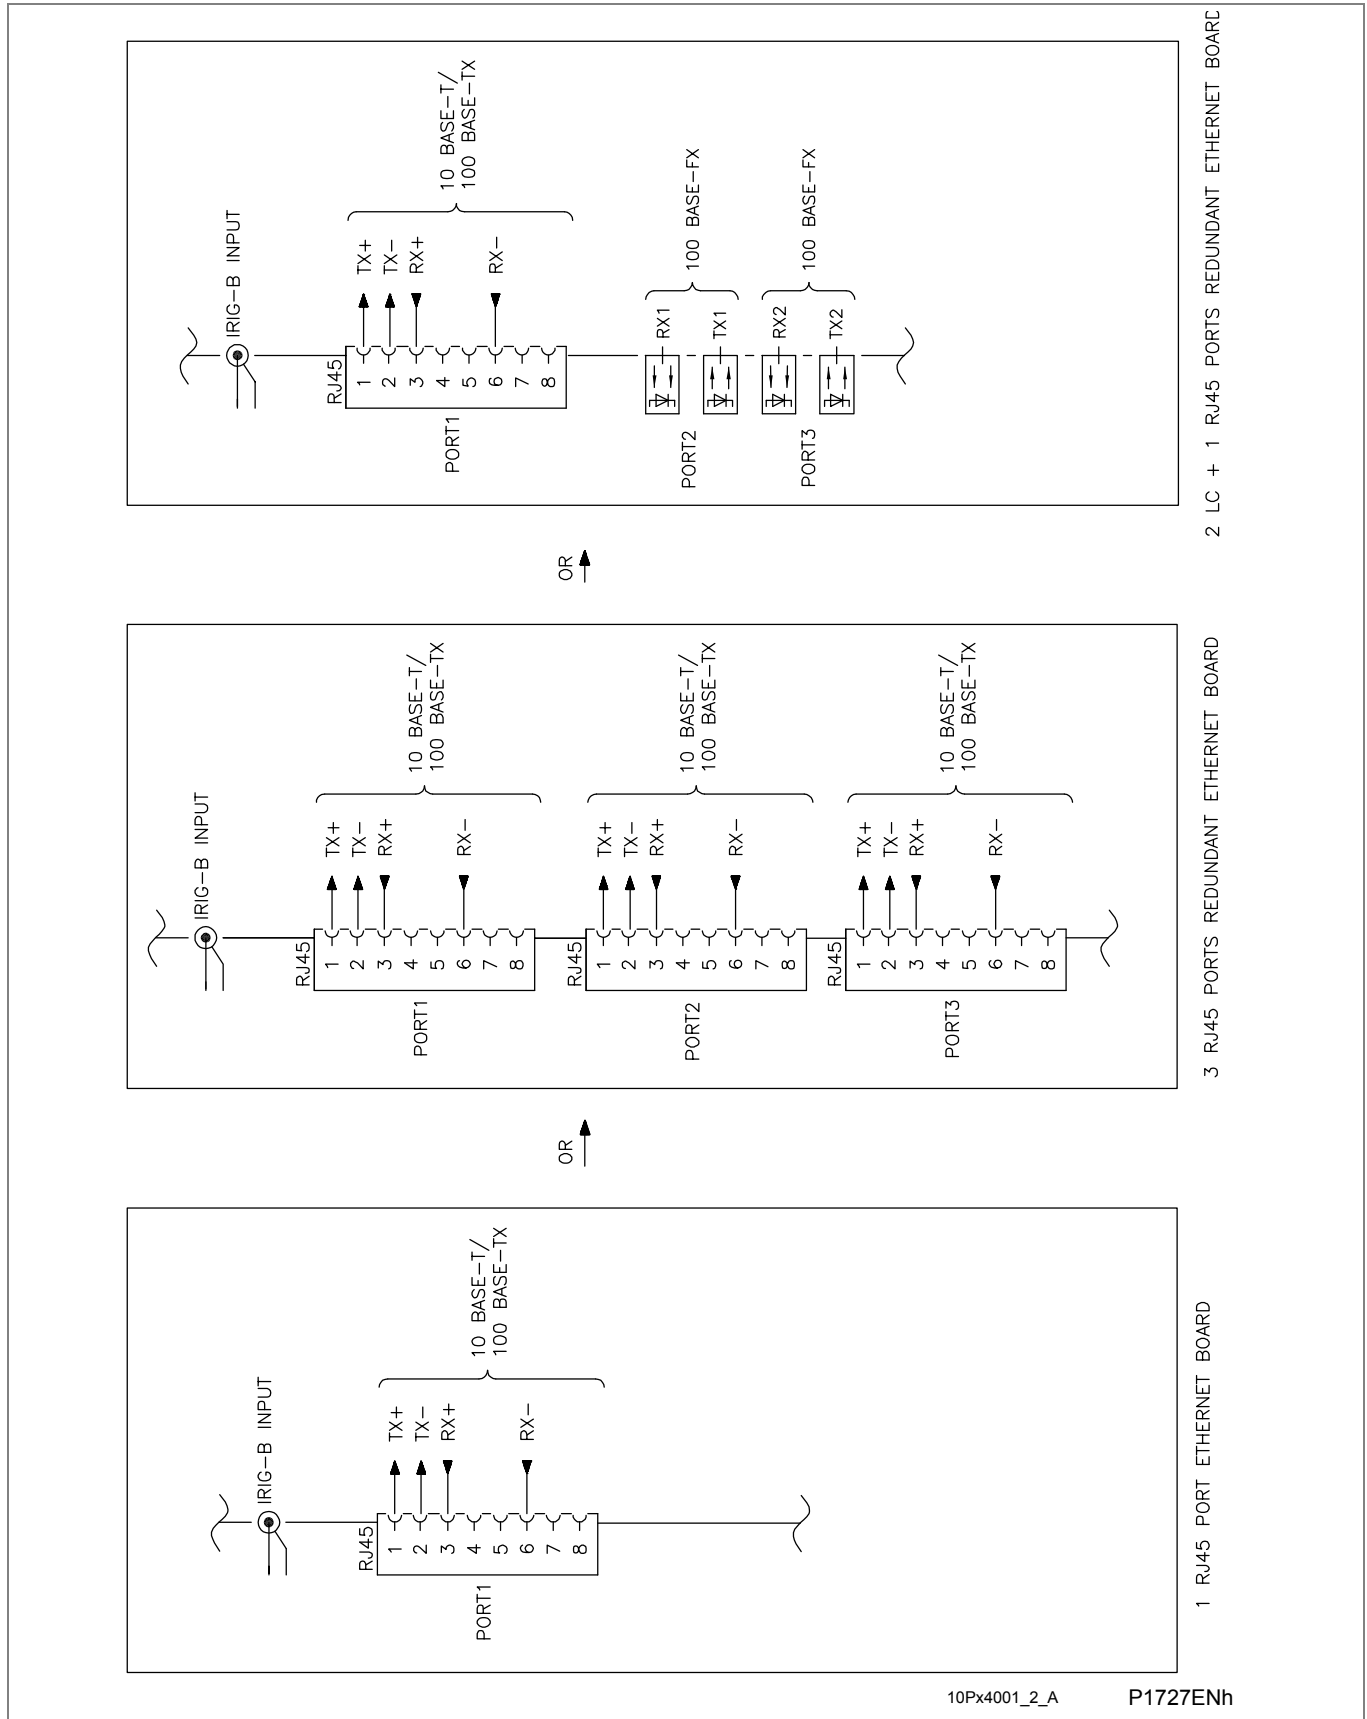 IRIG-B INPUT
RJ45
1
2
3
4
5
6
7
8
TX+
TX-
RX+
RX-
10 BASE-T/
100 BASE-TX
PORT1
RX1
TX1
100 BASE-FX
PORT2
RX2
TX2
100 BASE-FX
PORT3
2 LC + 1 RJ45 PORTS REDUNDANT ETHERNET BOARD
OR
IRIG-B INPUT
RJ45
1
2
3
4
5
6
7
8
TX+
TX-
RX+
RX-
10 BASE-T/
100 BASE-TX
PORT1
RJ45
1
2
3
4
5
6
7
8
TX+
TX-
RX+
RX-
10 BASE-T/
100 BASE-TX
PORT2
RJ45
1
2
3
4
5
6
7
8
TX+
TX-
RX+
RX-
10 BASE-T/
100 BASE-TX
PORT3
3 RJ45 PORTS REDUNDANT ETHERNET BOARD
OR
IRIG-B INPUT
RJ45
1
2
3
4
5
6
7
8
TX+
TX-
RX+
RX-
10 BASE-T/
100 BASE-TX
PORT1
1 RJ45 PORT ETHERNET BOARD
10Px4001_2_A
P1727ENh